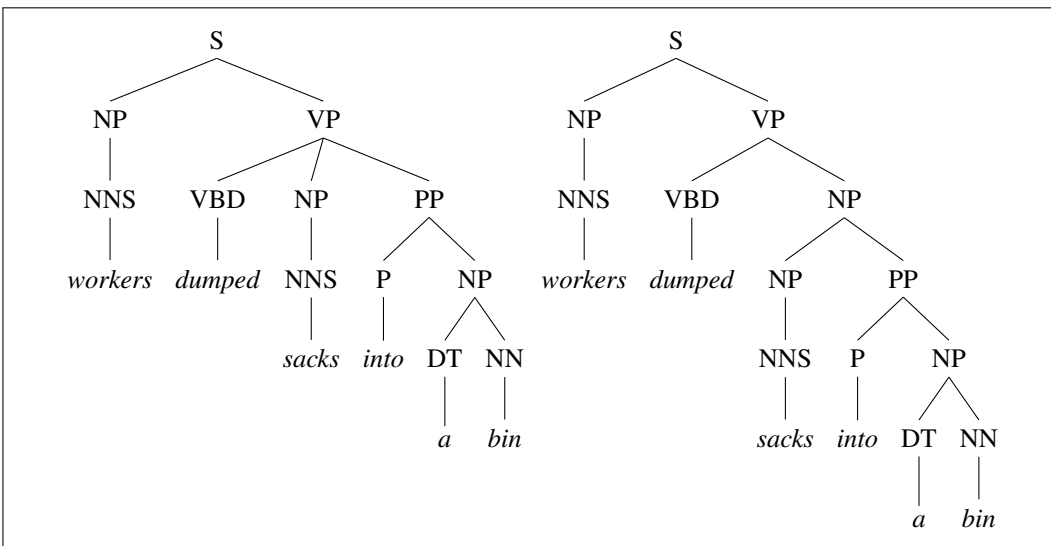 S S
NP VP NP VP
NNS VBD NP PP NNS VBD NP
workers dumped NNS P NP workers dumped NP PP
sacks into DT NN NNS P NP
a bin sacks into DT NN
a bin